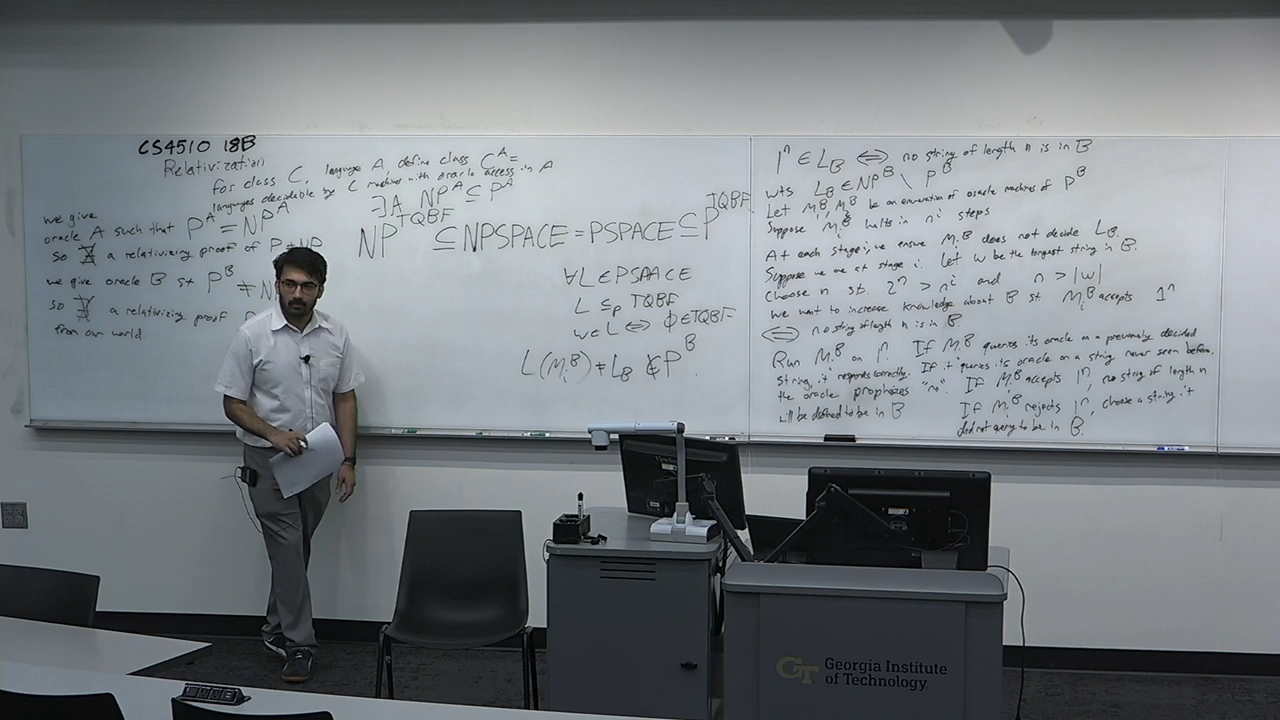 CS4510 18B
Relativization
for class C, language A, define class C^A =
languages decidable by C machines with oracle access in A
∃A NP^A ⊆ P^A
we give
oracle A such that P^A = NP^A
so ∄ a relativizing proof of P ≠ NP
we give oracle B st P^B ≠ N
so ∄ a relativizing proof
from our world.
NP^TQBF ⊆ NPSPACE = PSPACE ⊆ P^TQBF
∀L ∈ PSPACE
L ≤p TQBF
w ∈ L ⇔ ϕ ∈ TQBF
L(M_i^B) ≠ L_B ∉ P^B.
1^n ∈ L_B ⇔ no string of length n is in B
WTS L_B ∈ NP^B \ P^B
Let M_1^B, M_2^B be an enumeration of oracle machines of P^B
Suppose M_i^B halts in n^i steps
At each stage i, we ensure M_i^B does not decide L_B.
Suppose we are at stage i. Let w be the longest string in B.
Choose n st. 2^n > n^i and n > |w|
We want to increase knowledge about B st M_i^B accepts 1^n
⇔ no string of length n is in B.
Run M_i^B on 1^n. If M_i^B queries its oracle on a previously decided
string, it responds correctly. If it queries its oracle on a string never seen before,
the oracle prophesizes "no". If M_i^B accepts 1^n, no string of length n
will be defined to be in B
If M_i^B rejects 1^n, choose a string it
did not query to be in B.
ViewSonic
GT Georgia Institute
of Technology